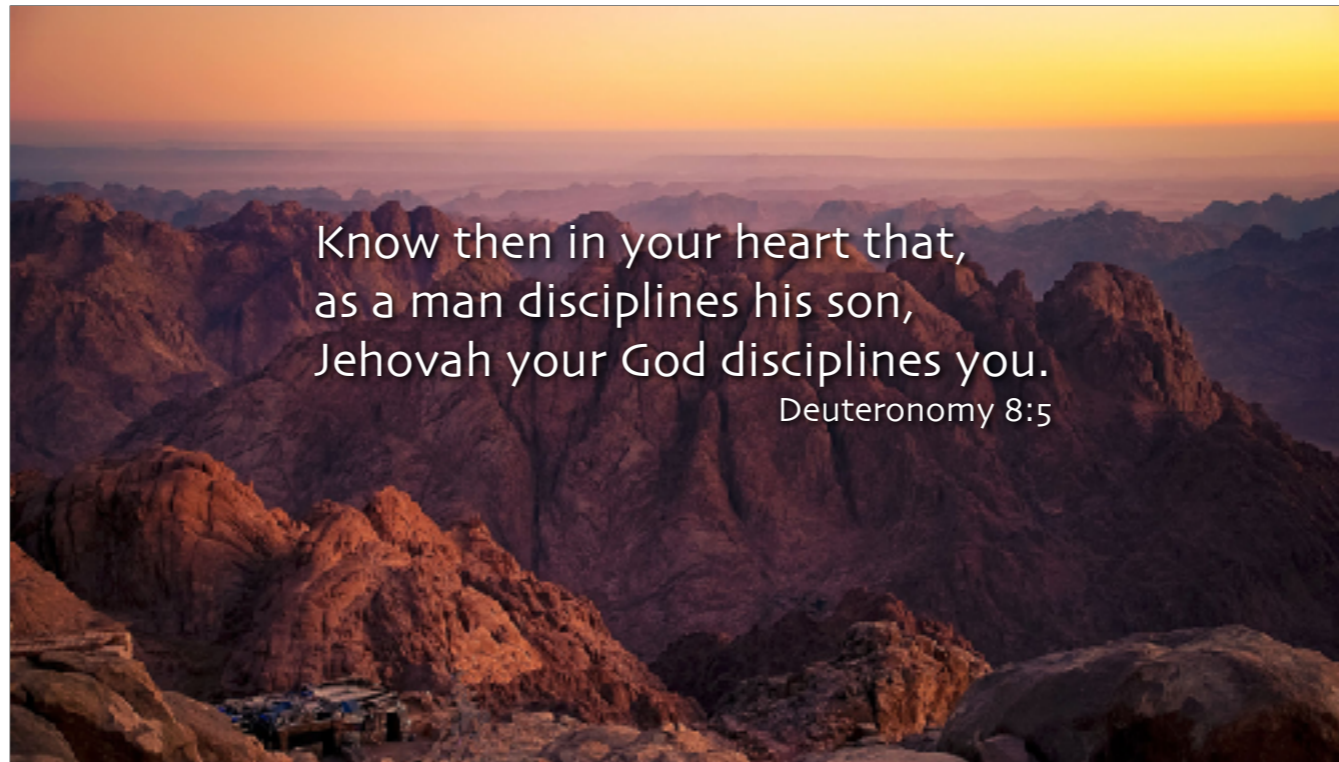 Know then in your heart that,
as a man disciplines his son,
Jehovah your God disciplines you.
Deuteronomy 8:5